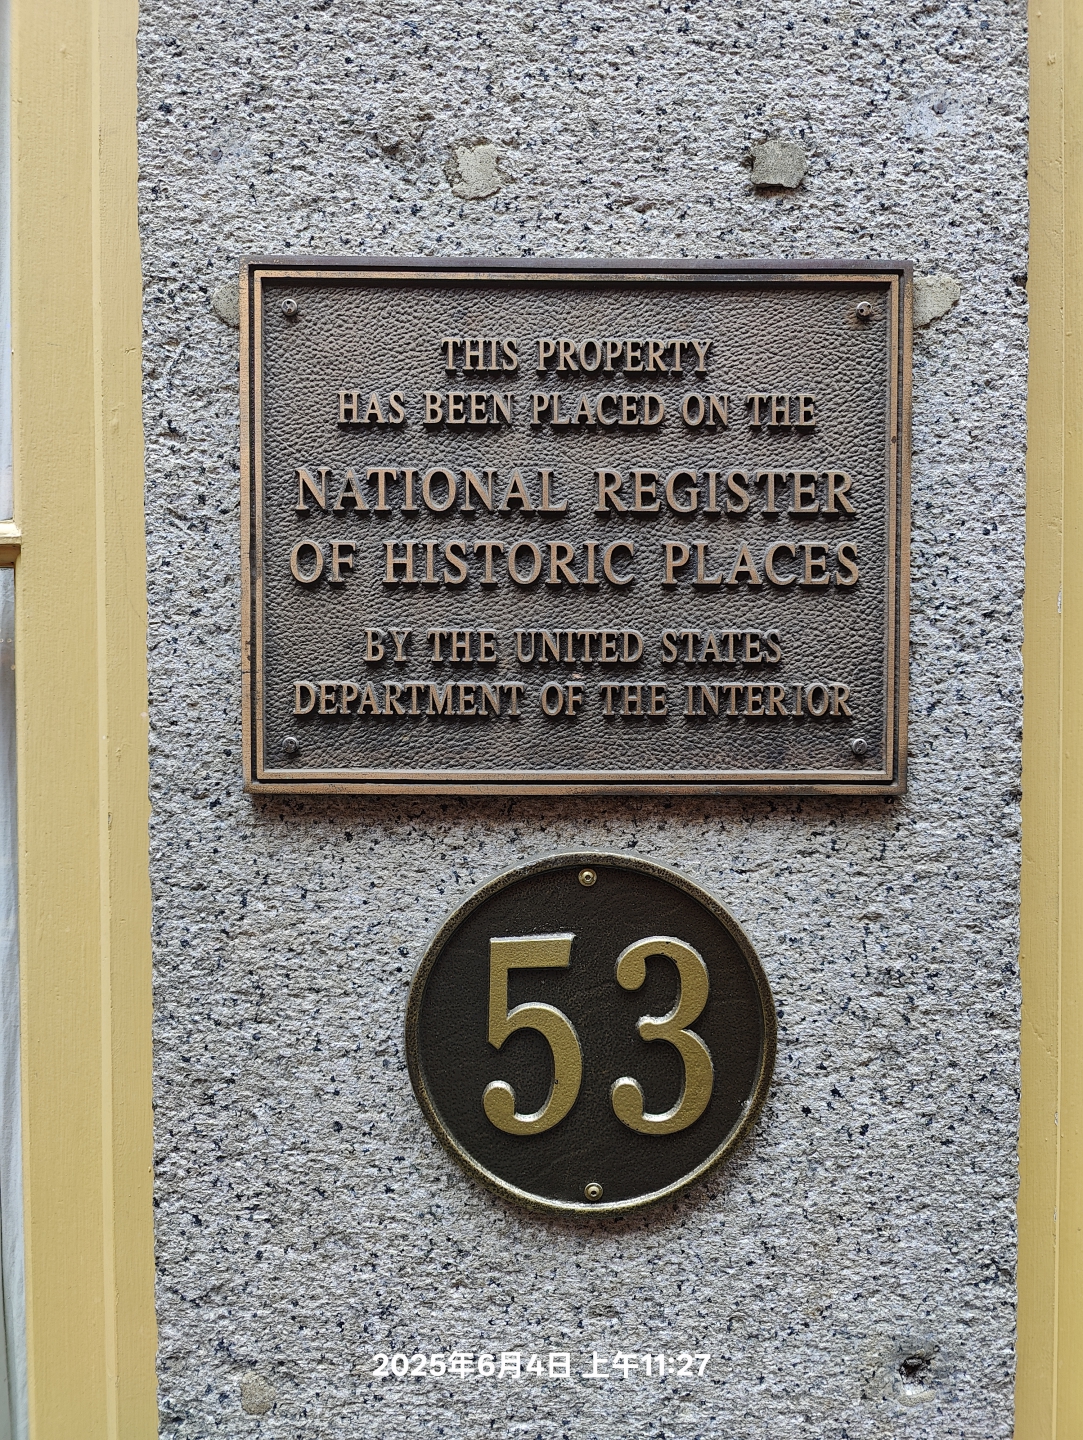 THIS PROPERTY
HAS BEEN PLACED ON THE
NATIONAL REGISTER
OF HISTORIC PLACES
BY THE UNITED STATES
DEPARTMENT OF THE INTERIOR
53
2025年6月4日 上午11:27